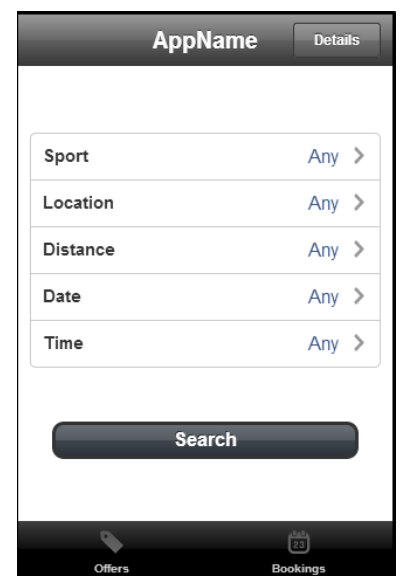 AppName Details
Sport Any
Location Any
Distance Any
Date Any
Time Any
Search
23
Offers Bookings